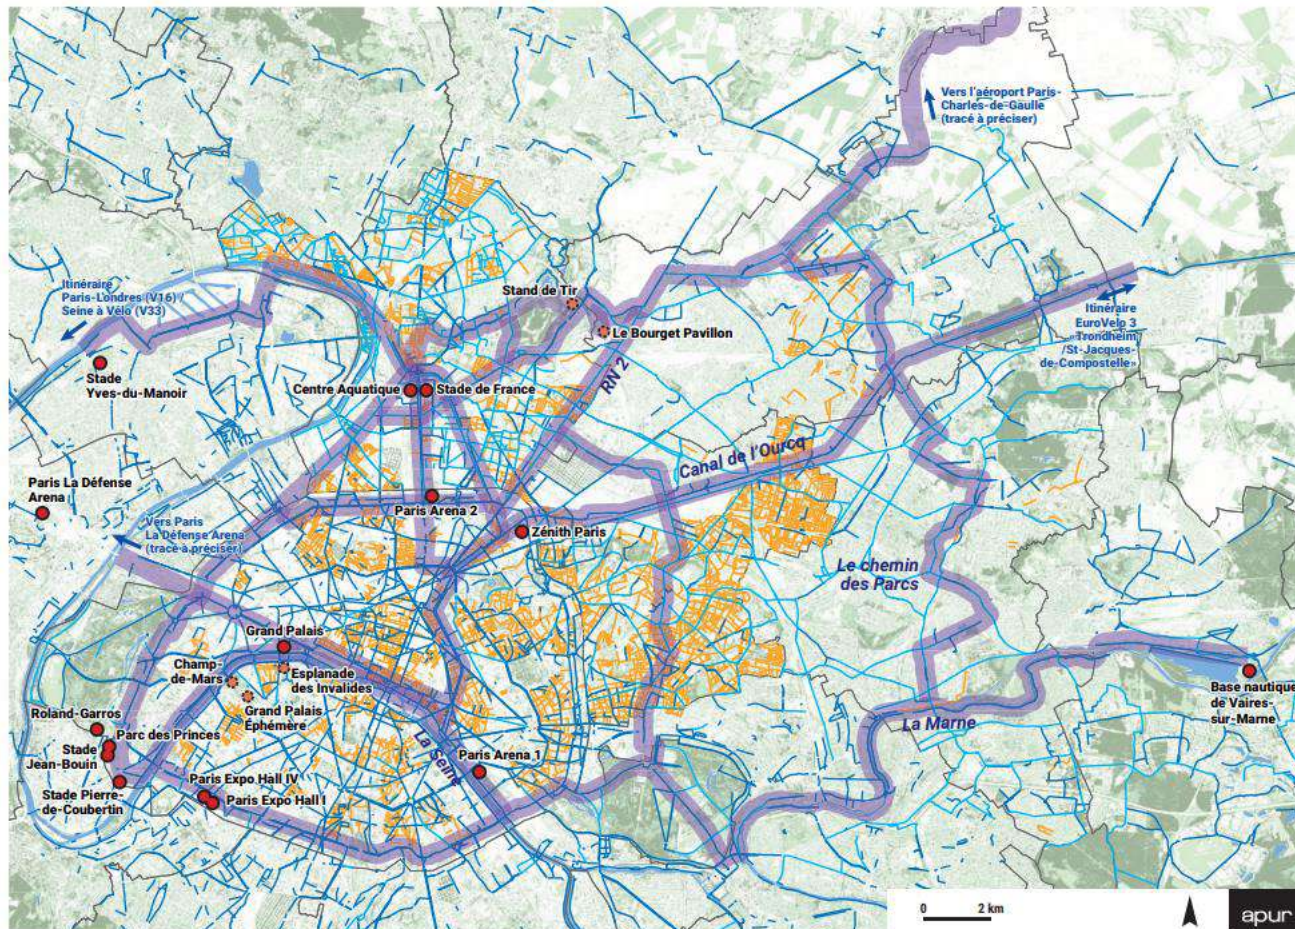 Vers l'aéroport Paris-
Charles-de-Gaulle
(tracé à préciser)
Itinéraire
Paris-Londres (V16) /
Seine à Vélo (V33)
Stand de Tir
Le Bourget Pavillon
Itinéraire
EuroVelo 3
«Trondheim
/St-Jacques-
de-Compostelle»
RN 2
Stade
Yves-du-Manoir
Centre Aquatique
Stade de France
Canal de l'Ourcq
Paris La Défense
Arena
Paris Arena 2
Vers Paris
La Défense Arena
(tracé à préciser)
Zénith Paris
Le chemin
des Parcs
Grand Palais
Champ-
de-Mars
Esplanade
des Invalides
Grand Palais
Éphémère
Base nautique
de Vaires-
sur-Marne
Roland-Garros
Parc des Princes
Stade
Jean-Bouin
La Marne
La Seine
Paris Arena 1
Stade Pierre-
de-Coubertin
Paris Expo Hall IV
Paris Expo Hall I
0 2 km
apur